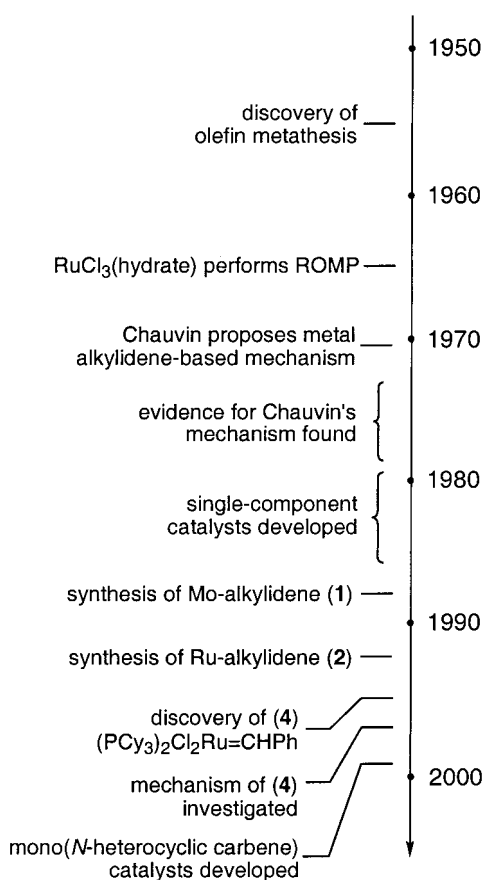 1950
discovery of
olefin metathesis
1960
RuCl₃(hydrate) performs ROMP
1970
Chauvin proposes metal
alkylidene-based mechanism
evidence for Chauvin's
mechanism found
1980
single-component
catalysts developed
synthesis of Mo-alkylidene (1)
1990
synthesis of Ru-alkylidene (2)
discovery of (4)
(PCy₃)₂Cl₂Ru=CHPh
2000
mechanism of (4)
investigated
mono(N-heterocyclic carbene)
catalysts developed